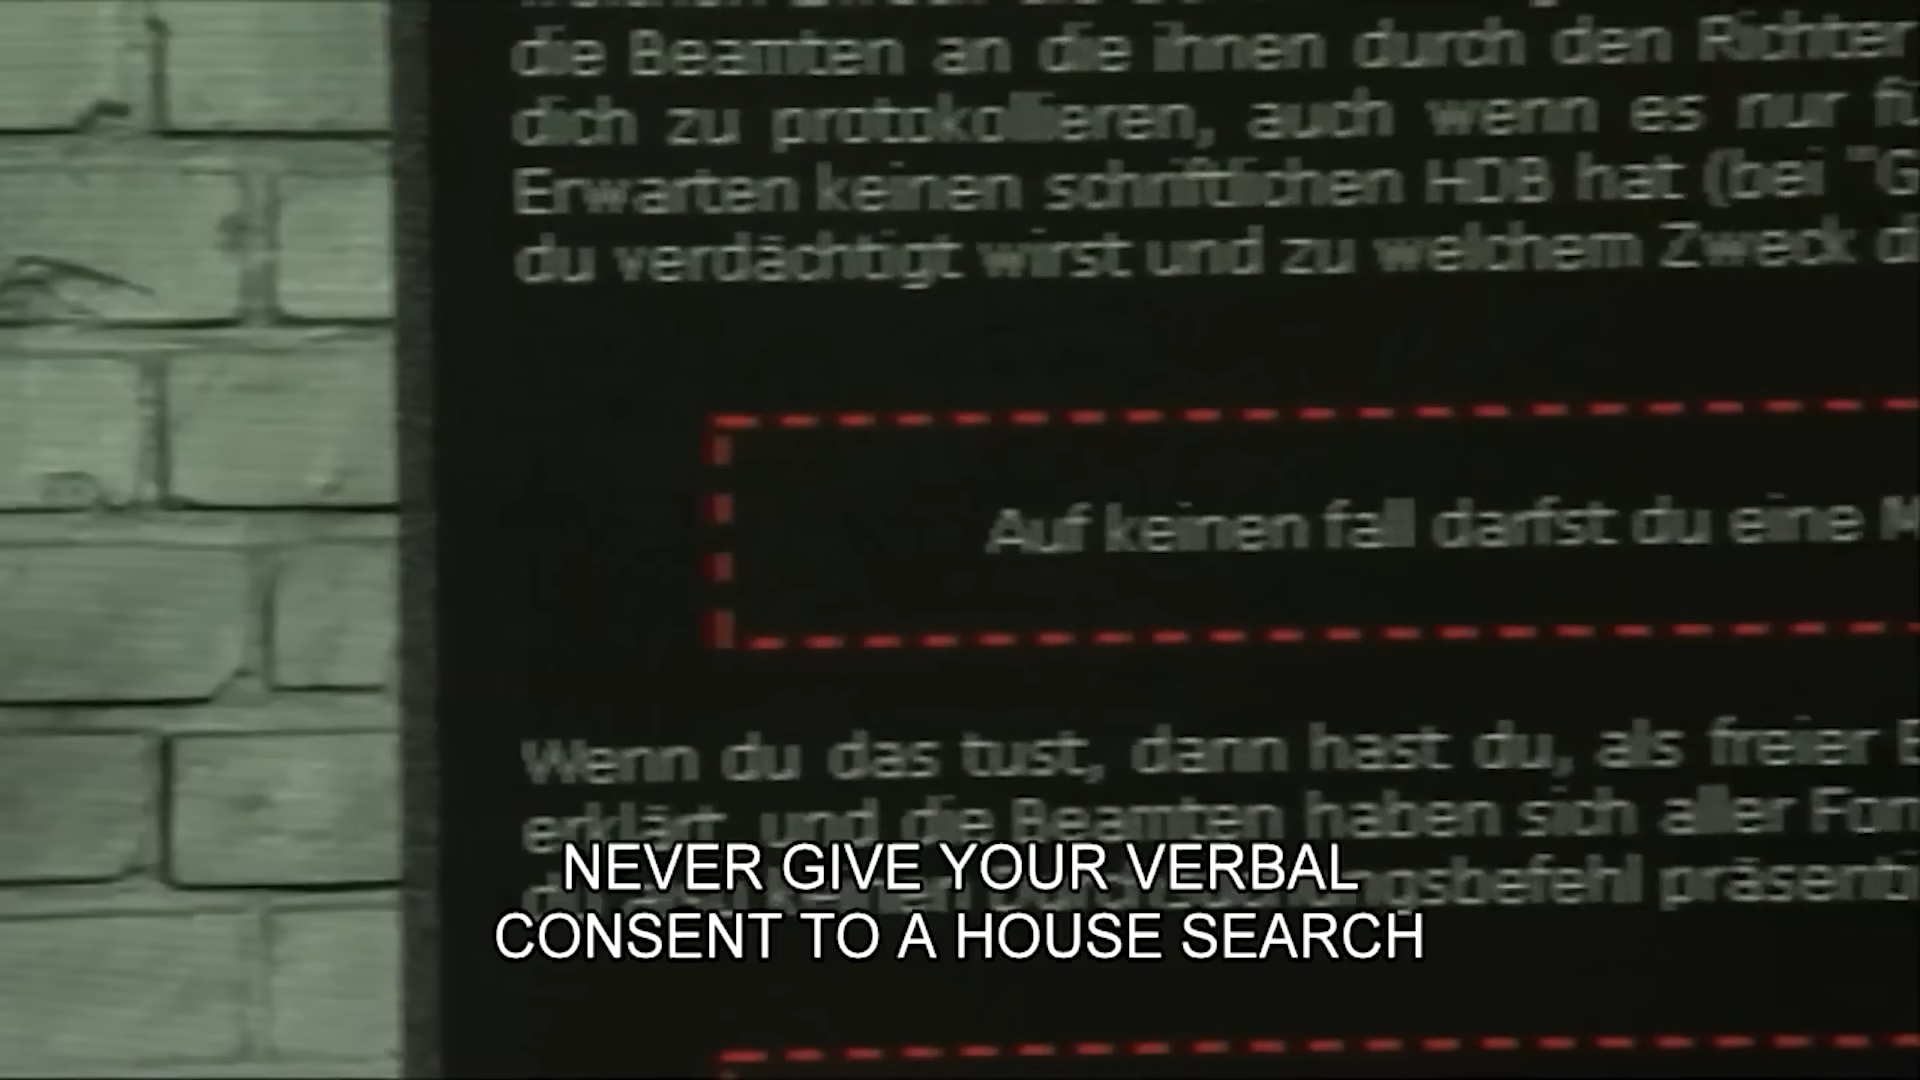 die Beamten an die ihnen durch den Richter
dich zu protokollieren, auch wenn es nur
Erwarten keinen schriftlichen HDB hat (bei "G
du verdächtigt wirst und zu welchem Zweck
Auf keinen fall darfst du eine
Wenn du das tust, dann hast du, als freier
erklärt, und die Beamten haben sich aller
präsenti
NEVER GIVE YOUR VERBAL
CONSENT TO A HOUSE SEARCH